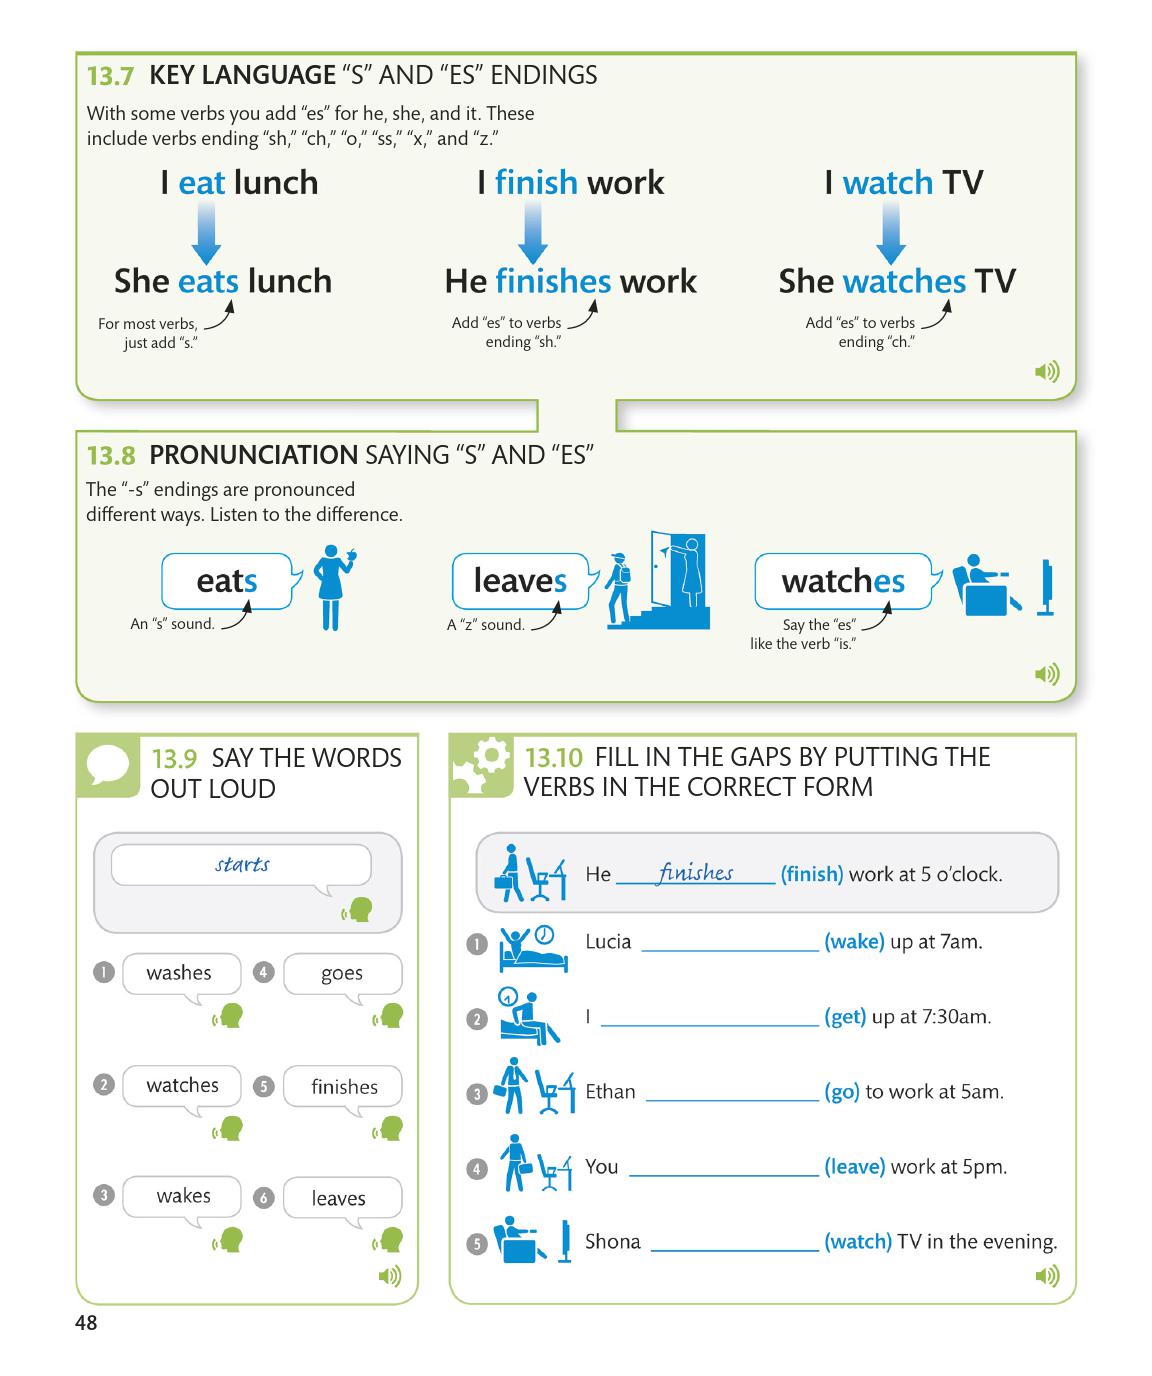 13.7 KEY LANGUAGE “S” AND “ES” ENDINGS
With some verbs you add “es” for he, she, and it. These
include verbs ending “sh,” “ch,” “o,” “ss,” “x,” and “z.”
I eat lunch
She eats lunch
For most verbs,
just add “s.”
I finish work
He finishes work
Add “es” to verbs
ending “sh.”
I watch TV
She watches TV
Add “es” to verbs
ending “ch.”
13.8 PRONUNCIATION SAYING “S” AND “ES”
The “-s” endings are pronounced
different ways. Listen to the difference.
eats
An “s” sound.
leaves
A “z” sound.
watches
Say the “es”
like the verb “is.”
13.9 SAY THE WORDS
OUT LOUD
starts
1 washes
2 watches
3 wakes
4 goes
5 finishes
6 leaves
13.10 FILL IN THE GAPS BY PUTTING THE
VERBS IN THE CORRECT FORM
He finishes (finish) work at 5 o’clock.
1 Lucia (wake) up at 7am.
2 I (get) up at 7:30am.
3 Ethan (go) to work at 5am.
4 You (leave) work at 5pm.
5 Shona (watch) TV in the evening.
48